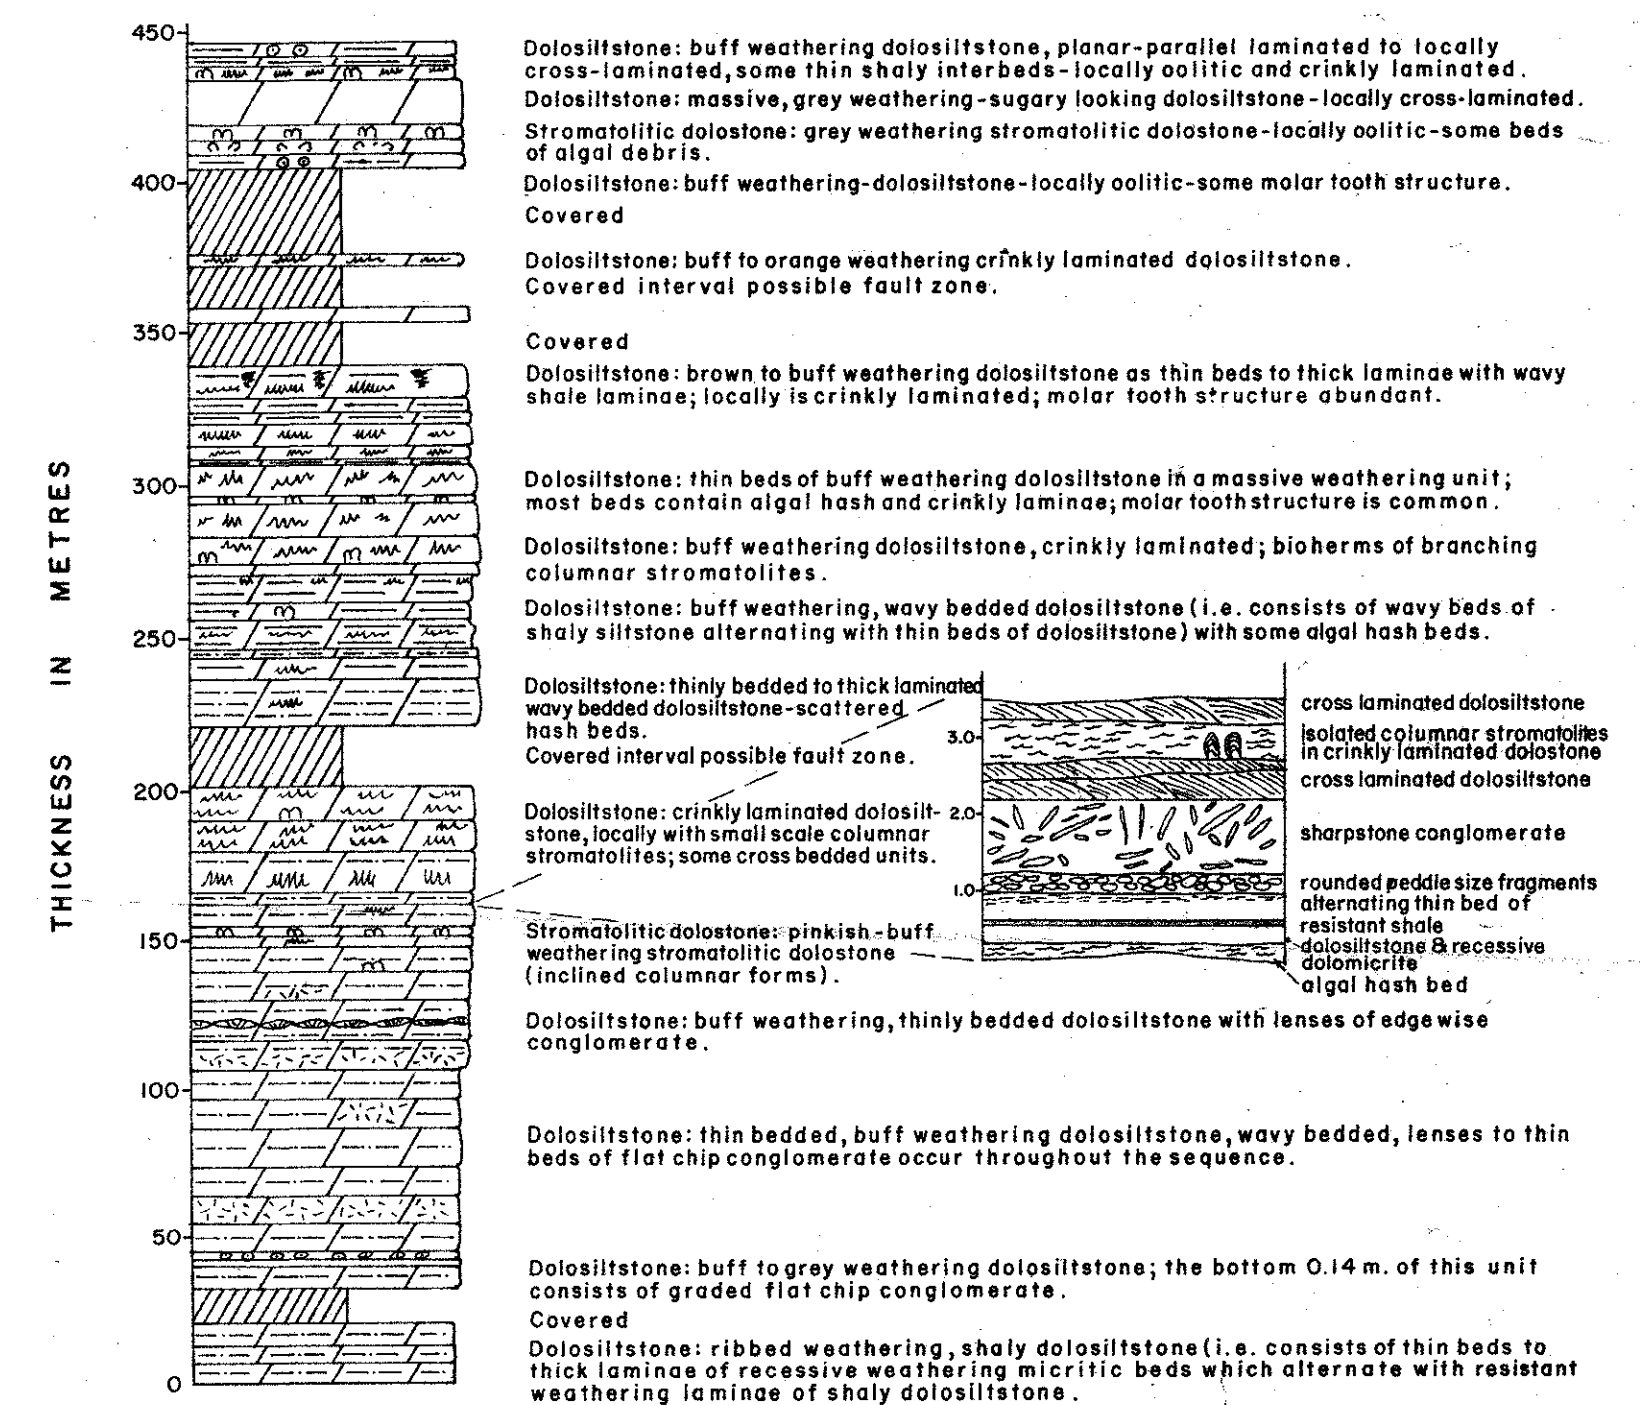 THICKNESS IN METRES
450
400
350
300
250
200
150
100
50
0
Dolosiltstone: buff weathering dolosiltstone, planar-parallel laminated to locally
cross-laminated, some thin shaly interbeds-locally oolitic and crinkly laminated.
Dolosiltstone: massive, grey weathering-sugary looking dolosiltstone-locally cross-laminated.
Stromatolitic dolostone: grey weathering stromatolitic dolostone-locally oolitic-some beds
of algal debris.
Dolosiltstone: buff weathering-dolosiltstone-locally oolitic-some molar tooth structure.
Covered
Dolosiltstone: buff to orange weathering crinkly laminated dolosiltstone.
Covered interval possible fault zone.
Covered
Dolosiltstone: brown to buff weathering dolosiltstone as thin beds to thick laminae with wavy
shale laminae; locally is crinkly laminated; molar tooth structure abundant.
Dolosiltstone: thin beds of buff weathering dolosiltstone in a massive weathering unit;
most beds contain algal hash and crinkly laminae; molar tooth structure is common.
Dolosiltstone: buff weathering dolosiltstone, crinkly laminated; bioherms of branching
columnar stromatolites.
Dolosiltstone: buff weathering, wavy bedded dolosiltstone (i.e. consists of wavy beds of
shaly siltstone alternating with thin beds of dolosiltstone) with some algal hash beds.
Dolosiltstone: thinly bedded to thick laminated
wavy bedded dolosiltstone-scattered
hash beds.
Covered interval possible fault zone.
Dolosiltstone: crinkly laminated dolosilt-
stone, locally with small scale columnar
stromatolites; some cross bedded units.
Stromatolitic dolostone: pinkish-buff
weathering stromatolitic dolostone
(inclined columnar forms).
3.0
2.0
1.0
cross laminated dolosiltstone
isolated columnar stromatolites
in crinkly laminated dolostone
cross laminated dolosiltstone
sharpstone conglomerate
rounded peddle size fragments
alternating thin bed of
resistant shale
dolosiltstone & recessive
dolomicrite
algal hash bed
Dolosiltstone: buff weathering, thinly bedded dolosiltstone with lenses of edgewise
conglomerate.
Dolosiltstone: thin bedded, buff weathering dolosiltstone, wavy bedded, lenses to thin
beds of flat chip conglomerate occur throughout the sequence.
Dolosiltstone: buff to grey weathering dolosiltstone; the bottom 0.14 m. of this unit
consists of graded flat chip conglomerate.
Covered
Dolosiltstone: ribbed weathering, shaly dolosiltstone (i.e. consists of thin beds to
thick laminae of recessive weathering micritic beds which alternate with resistant
weathering laminae of shaly dolosiltstone.